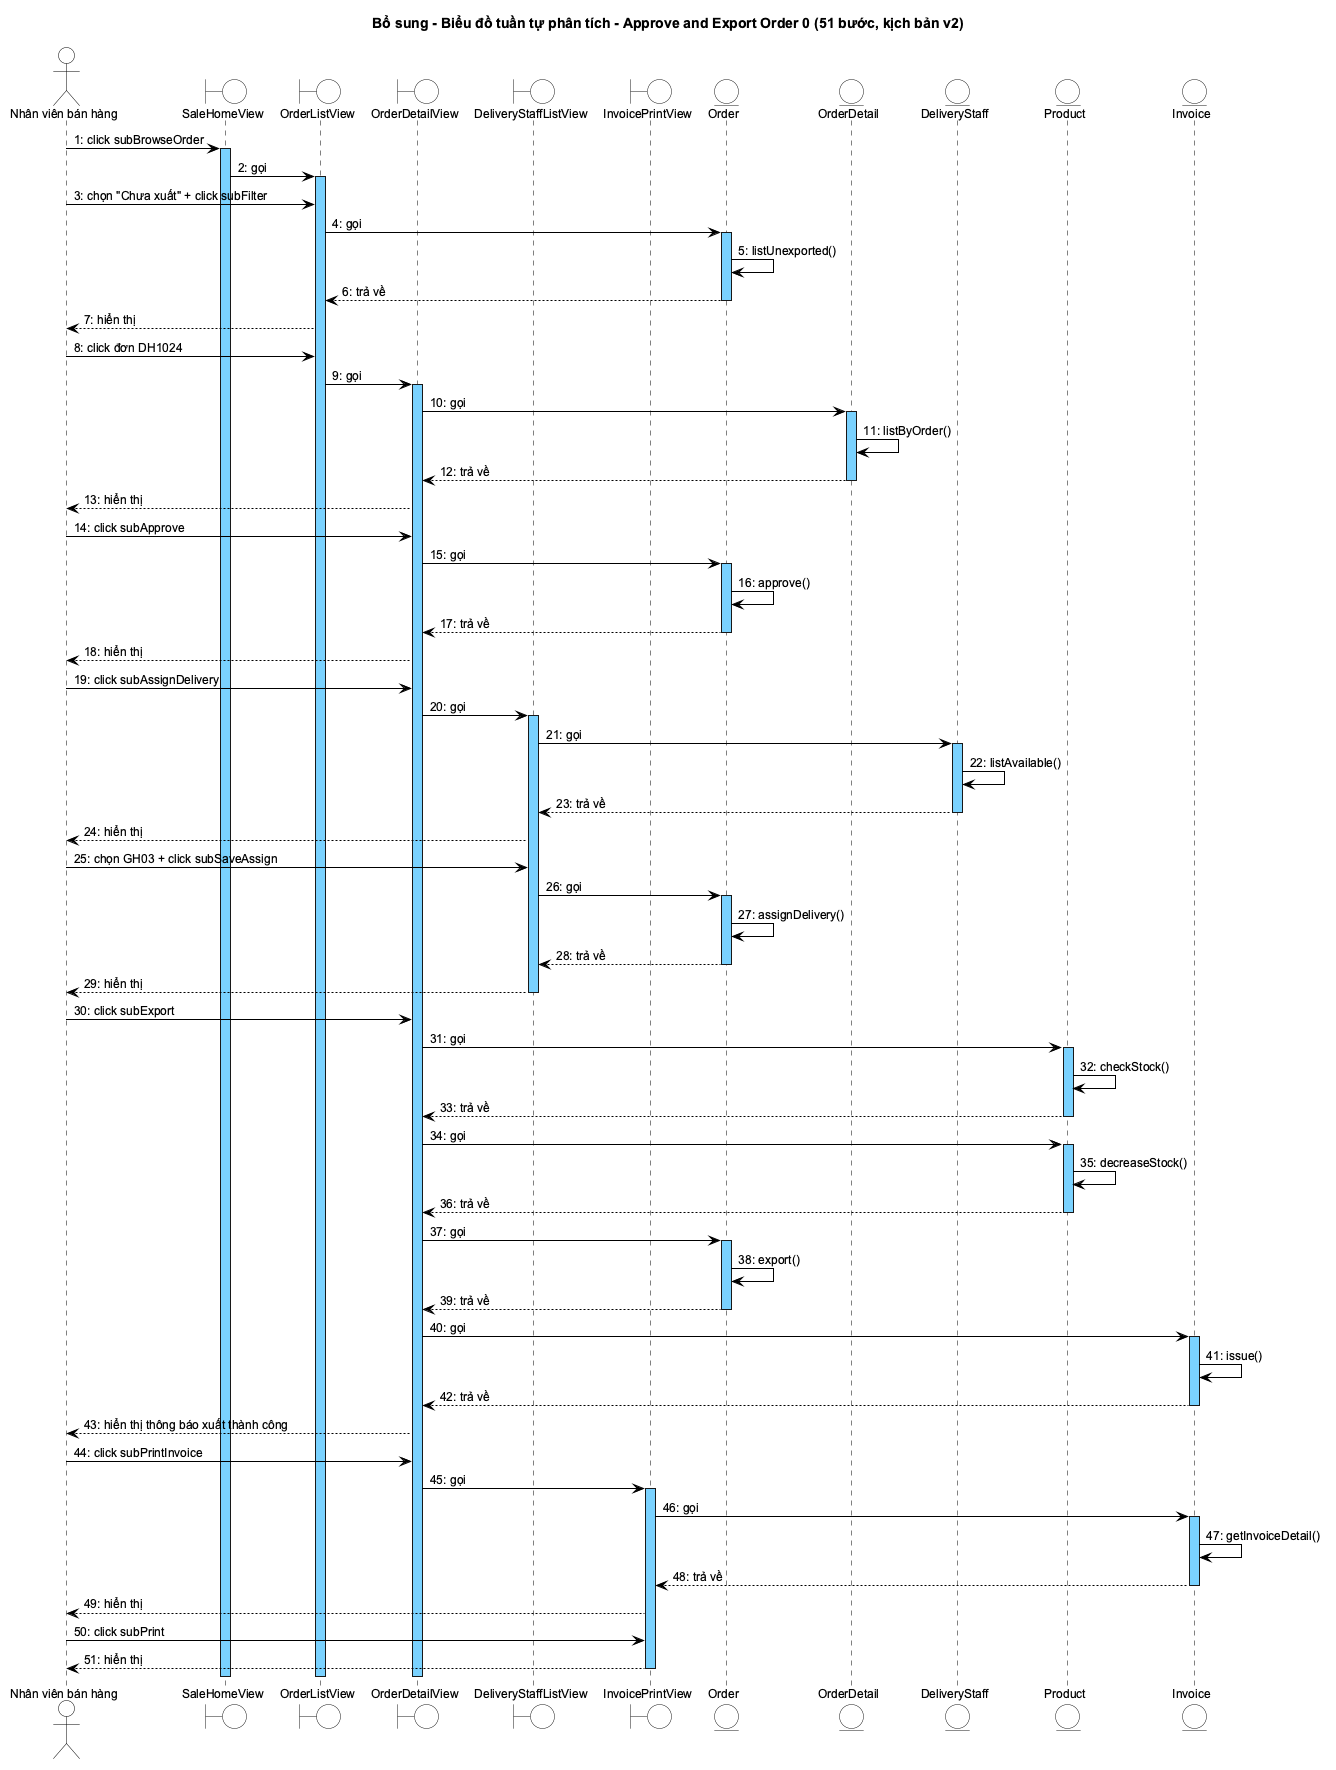 Bổ sung - Biểu đồ tuần tự phân tích - Approve and Export Order 0 (51 bước, kịch bản v2)
Nhân viên bán hàng
SaleHomeView
OrderListView
OrderDetailView
DeliveryStaffListView
InvoicePrintView
Order
OrderDetail
DeliveryStaff
Product
Invoice
1: click subBrowseOrder
2: gọi
3: chọn "Chưa xuất" + click subFilter
4: gọi
5: listUnexported()
6: trả về
7: hiển thị
8: click đơn DH1024
9: gọi
10: gọi
11: listByOrder()
12: trả về
13: hiển thị
14: click subApprove
15: gọi
16: approve()
17: trả về
18: hiển thị
19: click subAssignDelivery
20: gọi
21: gọi
22: listAvailable()
23: trả về
24: hiển thị
25: chọn GH03 + click subSaveAssign
26: gọi
27: assignDelivery()
28: trả về
29: hiển thị
30: click subExport
31: gọi
32: checkStock()
33: trả về
34: gọi
35: decreaseStock()
36: trả về
37: gọi
38: export()
39: trả về
40: gọi
41: issue()
42: trả về
43: hiển thị thông báo xuất thành công
44: click subPrintInvoice
45: gọi
46: gọi
47: getInvoiceDetail()
48: trả về
49: hiển thị
50: click subPrint
51: hiển thị
Nhân viên bán hàng
SaleHomeView
OrderListView
OrderDetailView
DeliveryStaffListView
InvoicePrintView
Order
OrderDetail
DeliveryStaff
Product
Invoice